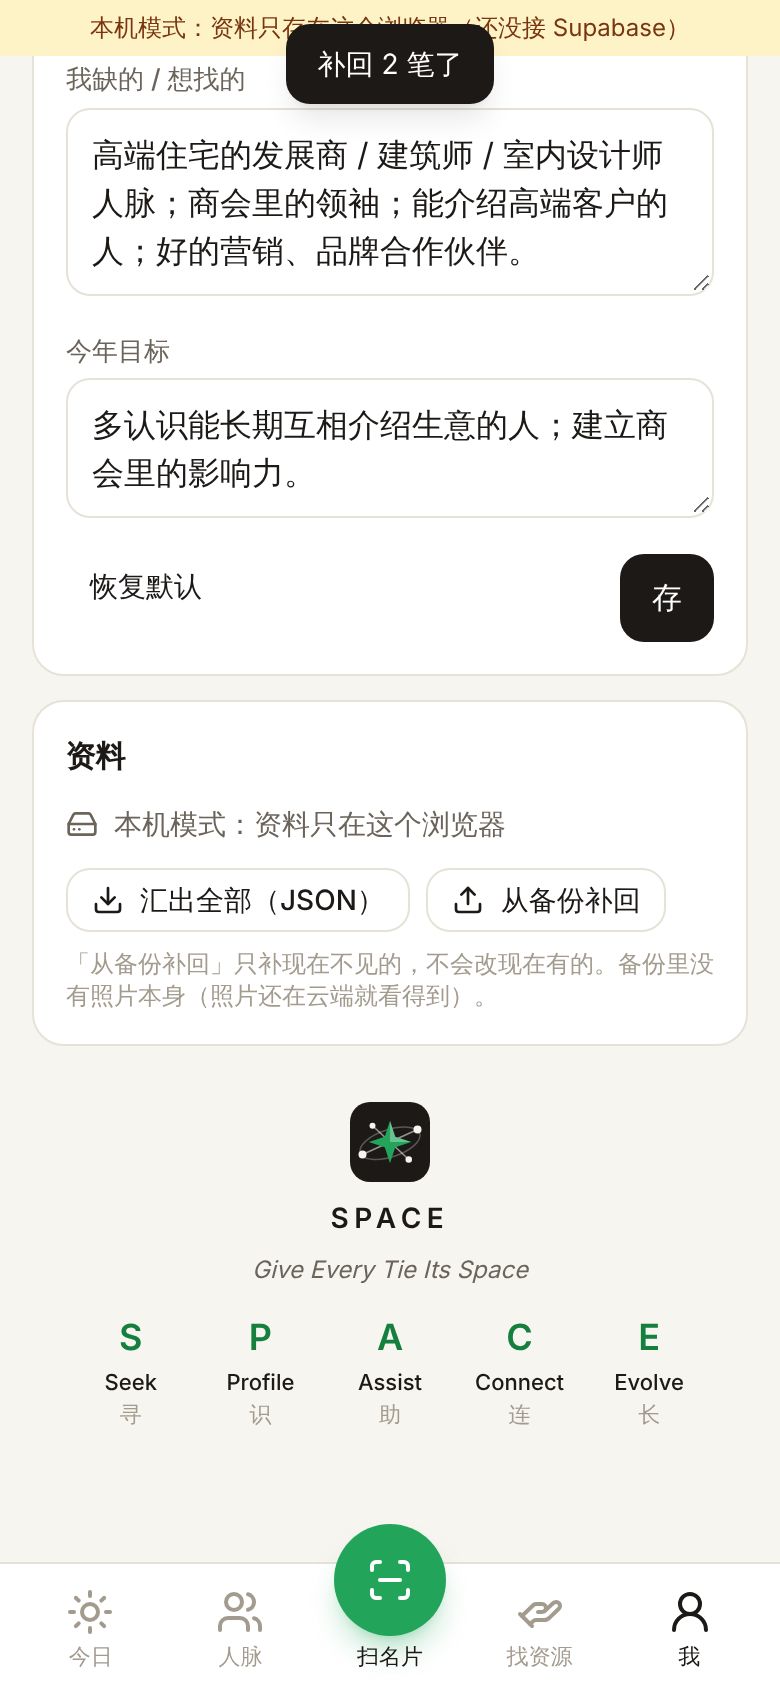 本机模式：资料只存在这个浏览器（还没接 Supabase）
补回 2 笔了
我缺的 / 想找的
高端住宅的发展商 / 建筑师 / 室内设计师
人脉；商会里的领袖；能介绍高端客户的
人；好的营销、品牌合作伙伴。
今年目标
多认识能长期互相介绍生意的人；建立商
会里的影响力。
恢复默认
存
资料
本机模式：资料只在这个浏览器
汇出全部（JSON）
从备份补回
「从备份补回」只补现在不见的，不会改现在有的。备份里没
有照片本身（照片还在云端就看得到）。
SPACE
Give Every Tie Its Space
S P A C E
Seek Profile Assist Connect Evolve
寻 识 助 连 长
今日 人脉 扫名片 找资源 我